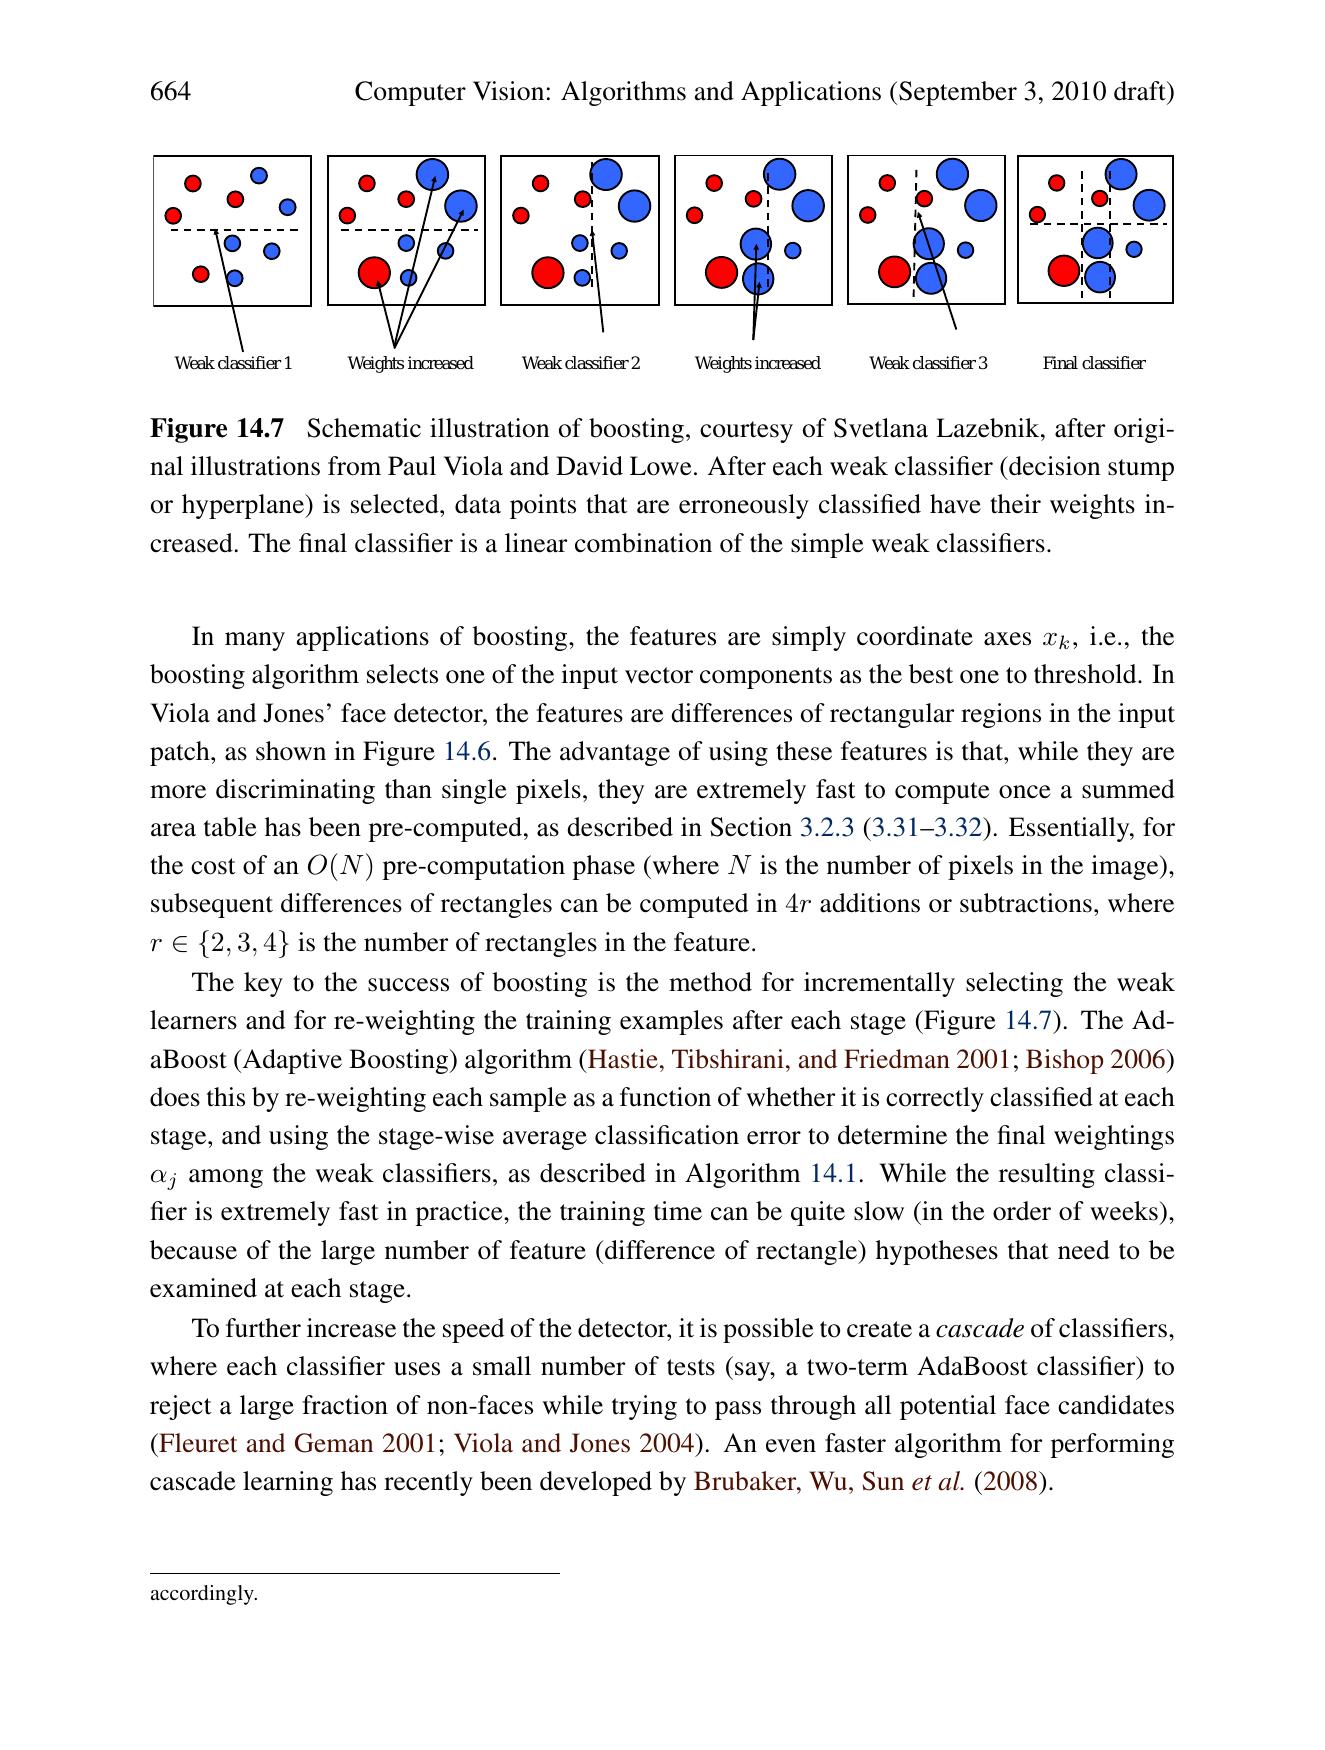 664 Computer Vision: Algorithms and Applications (September 3, 2010 draft)
Weak classifier 1 Weights increased Weak classifier 2 Weights increased Weak classifier 3 Final classifier
Figure 14.7 Schematic illustration of boosting, courtesy of Svetlana Lazebnik, after origi-
nal illustrations from Paul Viola and David Lowe. After each weak classifier (decision stump
or hyperplane) is selected, data points that are erroneously classified have their weights in-
creased. The final classifier is a linear combination of the simple weak classifiers.
In many applications of boosting, the features are simply coordinate axes x_k, i.e., the
boosting algorithm selects one of the input vector components as the best one to threshold. In
Viola and Jones’ face detector, the features are differences of rectangular regions in the input
patch, as shown in Figure 14.6. The advantage of using these features is that, while they are
more discriminating than single pixels, they are extremely fast to compute once a summed
area table has been pre-computed, as described in Section 3.2.3 (3.31–3.32). Essentially, for
the cost of an O(N) pre-computation phase (where N is the number of pixels in the image),
subsequent differences of rectangles can be computed in 4r additions or subtractions, where
r ∈ {2, 3, 4} is the number of rectangles in the feature.
The key to the success of boosting is the method for incrementally selecting the weak
learners and for re-weighting the training examples after each stage (Figure 14.7). The Ad-
aBoost (Adaptive Boosting) algorithm (Hastie, Tibshirani, and Friedman 2001; Bishop 2006)
does this by re-weighting each sample as a function of whether it is correctly classified at each
stage, and using the stage-wise average classification error to determine the final weightings
α_j among the weak classifiers, as described in Algorithm 14.1. While the resulting classi-
fier is extremely fast in practice, the training time can be quite slow (in the order of weeks),
because of the large number of feature (difference of rectangle) hypotheses that need to be
examined at each stage.
To further increase the speed of the detector, it is possible to create a cascade of classifiers,
where each classifier uses a small number of tests (say, a two-term AdaBoost classifier) to
reject a large fraction of non-faces while trying to pass through all potential face candidates
(Fleuret and Geman 2001; Viola and Jones 2004). An even faster algorithm for performing
cascade learning has recently been developed by Brubaker, Wu, Sun et al. (2008).
accordingly.